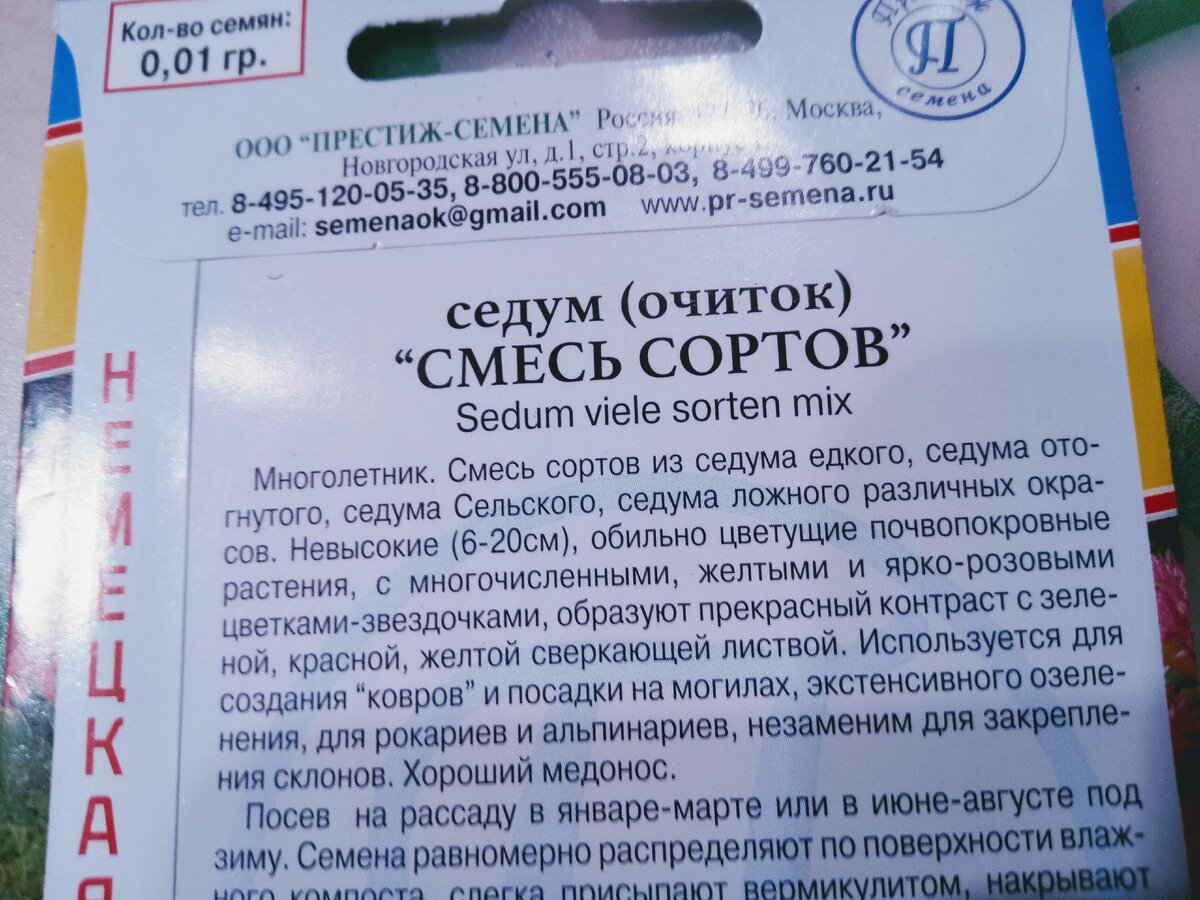 Кол-во семян:
0,01 гр.
Престиж
П
семена
ООО “ПРЕСТИЖ-СЕМЕНА” Россия Москва,
Новгородская ул, д.1, стр.2,
тел. 8-495-120-05-35, 8-800-555-08-03, 8-499-760-21-54
e-mail: semenaok@gmail.com www.pr-semena.ru
седум (очиток)
“СМЕСЬ СОРТОВ”
Sedum viele sorten mix
Многолетник. Смесь сортов из седума едкого, седума ото-
гнутого, седума Сельского, седума ложного различных окра-
сов. Невысокие (6-20см), обильно цветущие почвопокровные
растения, с многочисленными, желтыми и ярко-розовыми
цветками-звездочками, образуют прекрасный контраст с зеле-
ной, красной, желтой сверкающей листвой. Используется для
создания “ковров” и посадки на могилах, экстенсивного озеле-
нения, для рокариев и альпинариев, незаменим для закрепле-
ния склонов. Хороший медонос.
Посев на рассаду в январе-марте или в июне-августе под
зиму. Семена равномерно распределяют по поверхности влаж-
ного компоста, слегка присыпают вермикулитом, накрывают
НЕМЕЦКАЯ